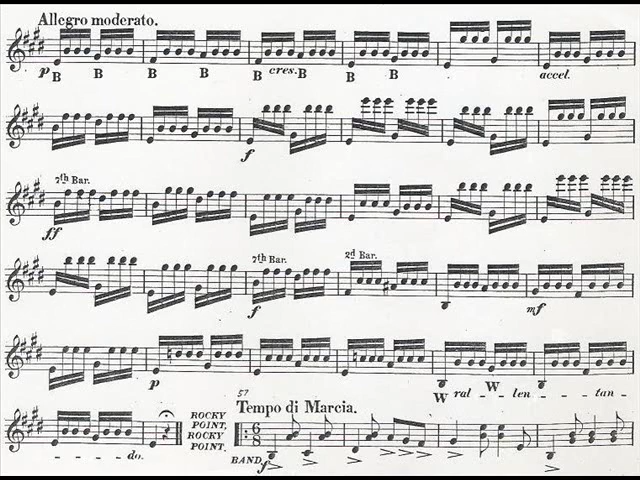 Allegro moderato.
p B B B B B cres. B B B accel.
f
7th Bar.
ff
7th Bar. 2d Bar.
f mf
p W ral - W len - tan -
57
Tempo di Marcia.
- - - - do. ROCKY
POINT,
ROCKY
POINT.
6
8
BAND f